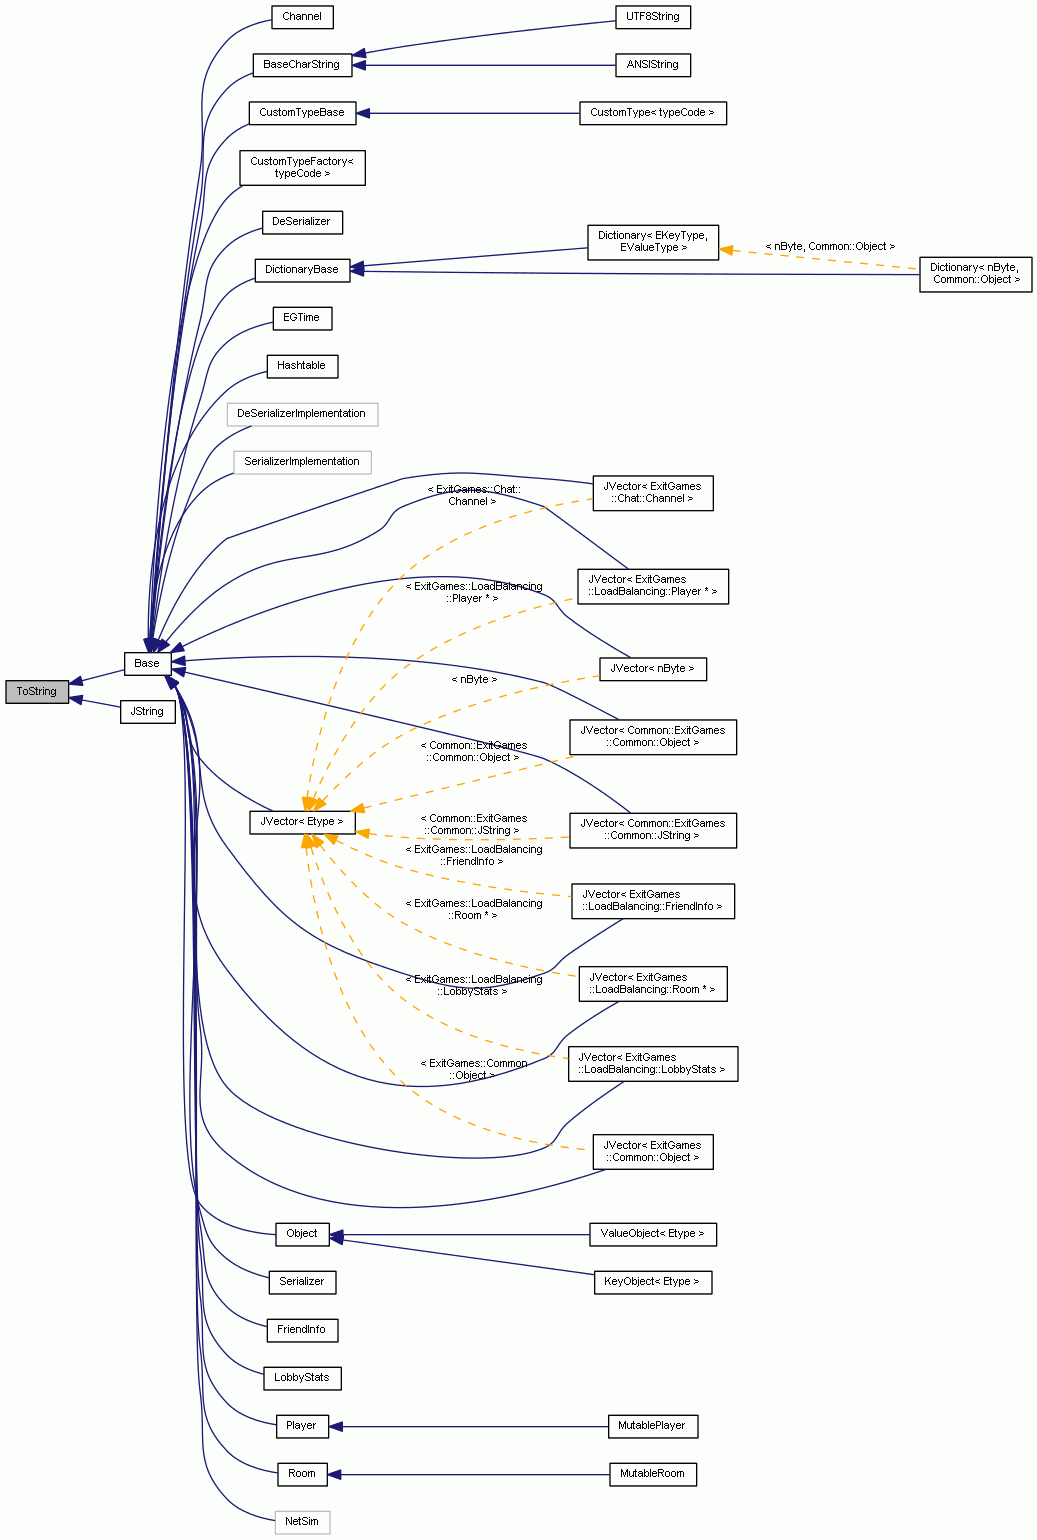 Channel
UTF8String
BaseCharString
ANSIString
CustomTypeBase
CustomType< typeCode >
CustomTypeFactory<
typeCode >
DeSerializer
Dictionary< EKeyType,
EValueType >
< nByte, Common::Object >
DictionaryBase
Dictionary< nByte,
Common::Object >
EGTime
Hashtable
DeSerializerImplementation
SerializerImplementation
< ExitGames::Chat::
Channel >
JVector< ExitGames
::Chat::Channel >
< ExitGames::LoadBalancing
::Player * >
JVector< ExitGames
::LoadBalancing::Player * >
Base
ToString
JString
< nByte >
JVector< nByte >
JVector< Common::ExitGames
::Common::Object >
< Common::ExitGames
::Common::Object >
JVector< Etype >
< Common::ExitGames
::Common::JString >
JVector< Common::ExitGames
::Common::JString >
< ExitGames::LoadBalancing
::FriendInfo >
JVector< ExitGames
::LoadBalancing::FriendInfo >
< ExitGames::LoadBalancing
::Room * >
JVector< ExitGames
::LoadBalancing::Room * >
< ExitGames::LoadBalancing
::LobbyStats >
JVector< ExitGames
::LoadBalancing::LobbyStats >
< ExitGames::Common
::Object >
JVector< ExitGames
::Common::Object >
Object
ValueObject< Etype >
Serializer
KeyObject< Etype >
FriendInfo
LobbyStats
Player
MutablePlayer
Room
MutableRoom
NetSim